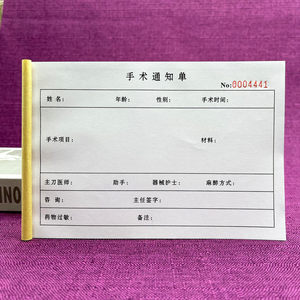 手术通知单
No:0004441
姓名: 年龄: 性别: 手术时间:
手术项目: 材料:
主刀医师: 助手: 器械护士: 麻醉方式:
咨询: 主任签字:
药物过敏: 备注: